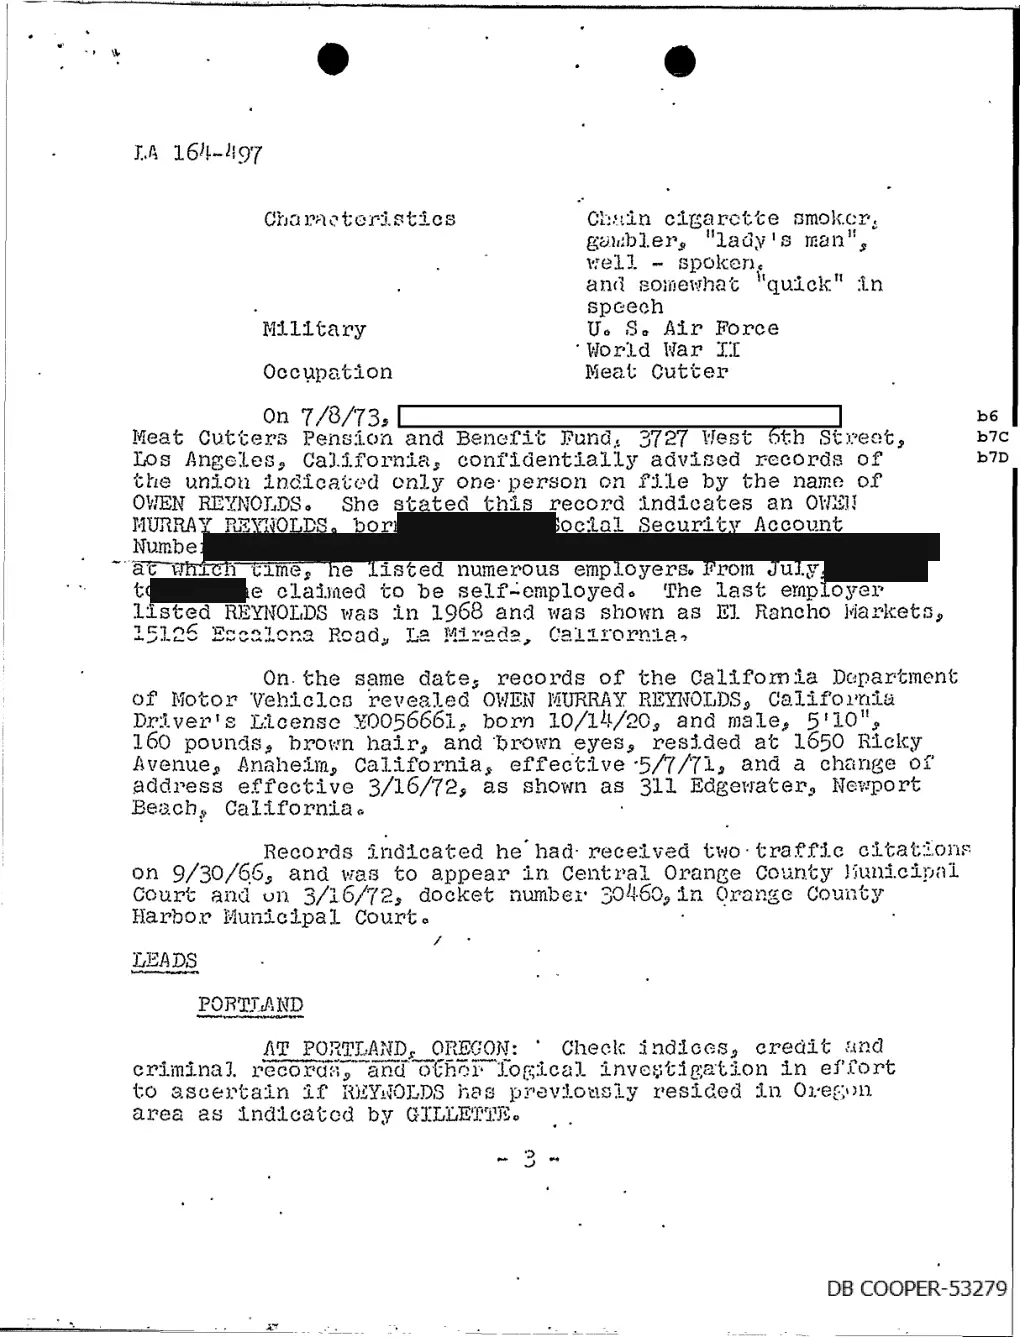 LA 164-497
Characteristics Chain cigarette smoker,
gambler, "lady's man",
well - spoken,
and somewhat "quick" in
speech
Military U. S. Air Force
World War II
Occupation Meat Cutter
On 7/8/73, b6
Meat Cutters Pension and Benefit Fund, 3727 West 6th Street, b7C
Los Angeles, California, confidentially advised records of b7D
the union indicated only one person on file by the name of
OWEN REYNOLDS. She stated this record indicates an OWEN
MURRAY REYNOLDS, born Social Security Account
Number
at which time, he listed numerous employers. From July,
to he claimed to be self-employed. The last employer
listed REYNOLDS was in 1968 and was shown as El Rancho Markets,
15126 Escalona Road, La Mirada, California.
On the same date, records of the California Department
of Motor Vehicles revealed OWEN MURRAY REYNOLDS, California
Driver's License Y0056661, born 10/14/20, and male, 5'10",
160 pounds, brown hair, and brown eyes, resided at 1650 Ricky
Avenue, Anaheim, California, effective 5/7/71, and a change of
address effective 3/16/72, as shown as 311 Edgewater, Newport
Beach, California.
Records indicated he had received two traffic citations
on 9/30/66, and was to appear in Central Orange County Municipal
Court and on 3/16/72, docket number 30460, in Orange County
Harbor Municipal Court.
LEADS
PORTLAND
AT PORTLAND, OREGON: Check indices, credit and
criminal records, and other logical investigation in effort
to ascertain if REYNOLDS has previously resided in Oregon
area as indicated by GILLETTE.
- 3 -
DB COOPER-53279